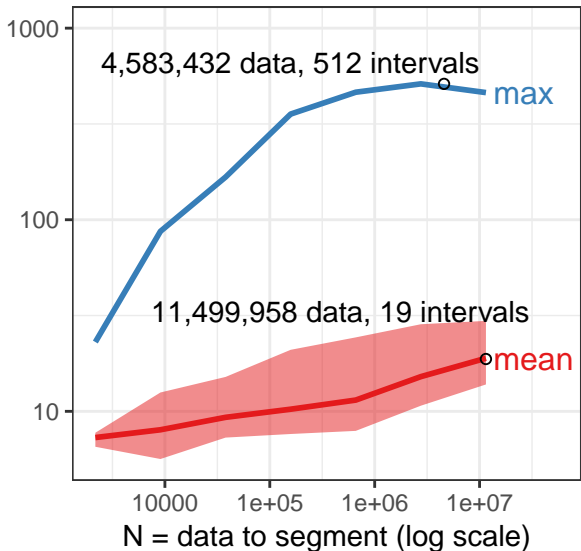 1000
4,583,432 data, 512 intervals
max
100
11,499,958 data, 19 intervals
mean
10
10000 1e+05 1e+06 1e+07
N = data to segment (log scale)